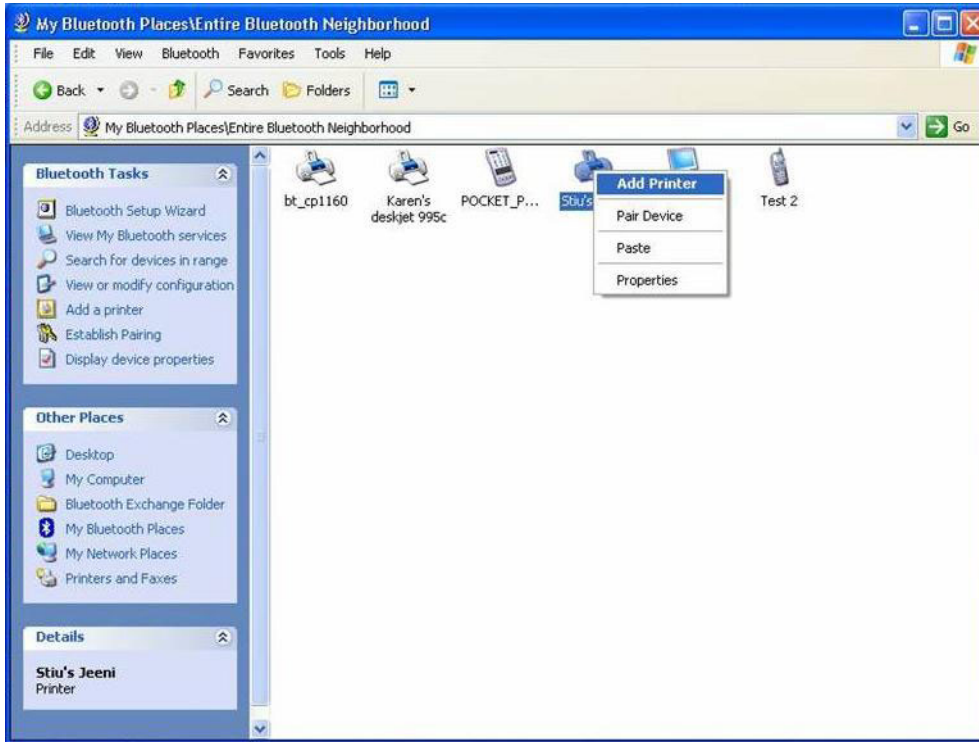 My Bluetooth Places\Entire Bluetooth Neighborhood
File Edit View Bluetooth Favorites Tools Help
Back Search Folders
Address My Bluetooth Places\Entire Bluetooth Neighborhood Go
Bluetooth Tasks
Bluetooth Setup Wizard
View My Bluetooth services
Search for devices in range
View or modify configuration
Add a printer
Establish Pairing
Display device properties
Other Places
Desktop
My Computer
Bluetooth Exchange Folder
My Bluetooth Places
My Network Places
Printers and Faxes
Details
Stiu's Jeeni
Printer
bt_cp1160
Karen's
deskjet 995c
POCKET_P...
Stiu's
Test 2
Add Printer
Pair Device
Paste
Properties